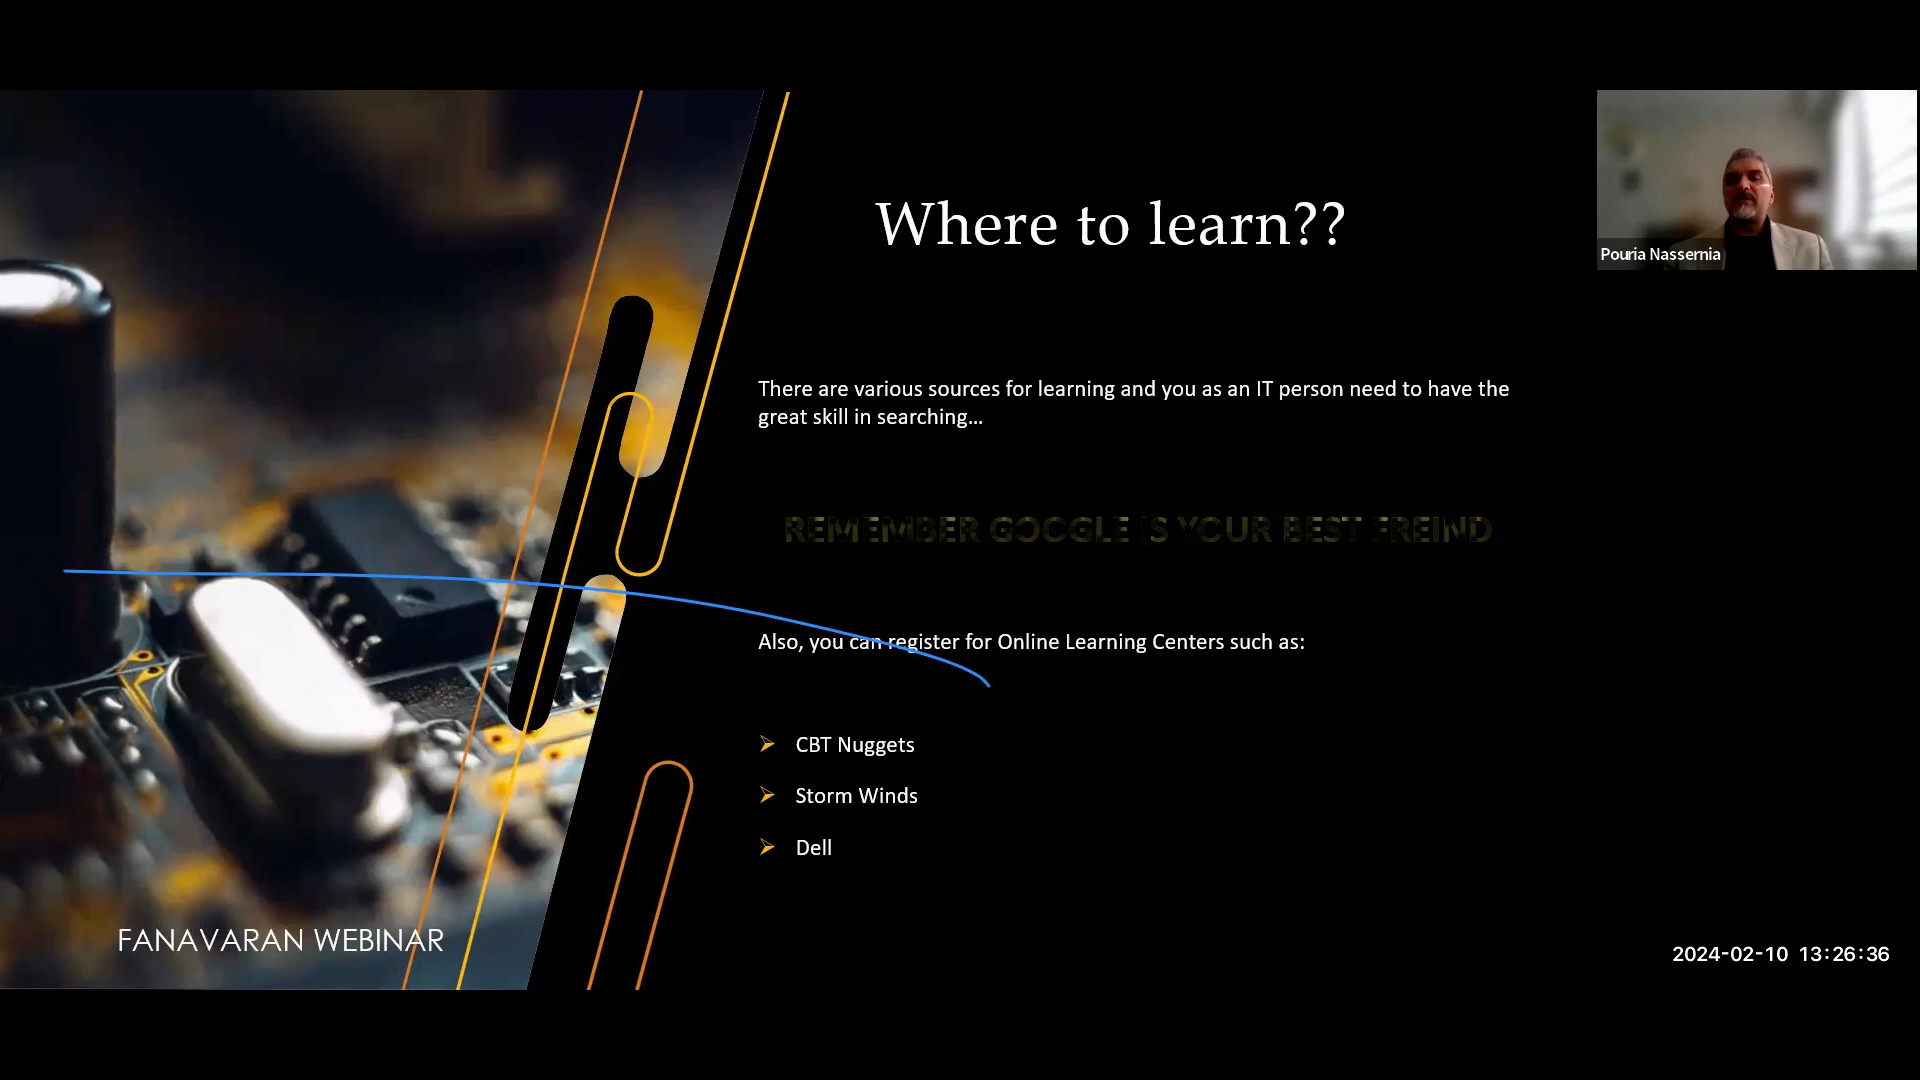 Where to learn??
Pouria Nassernia
There are various sources for learning and you as an IT person need to have the
great skill in searching...
REMEMBER GOOGLE IS YOUR BEST FREIND
Also, you can register for Online Learning Centers such as:
CBT Nuggets
Storm Winds
Dell
FANAVARAN WEBINAR
2024-02-10 13:26:36